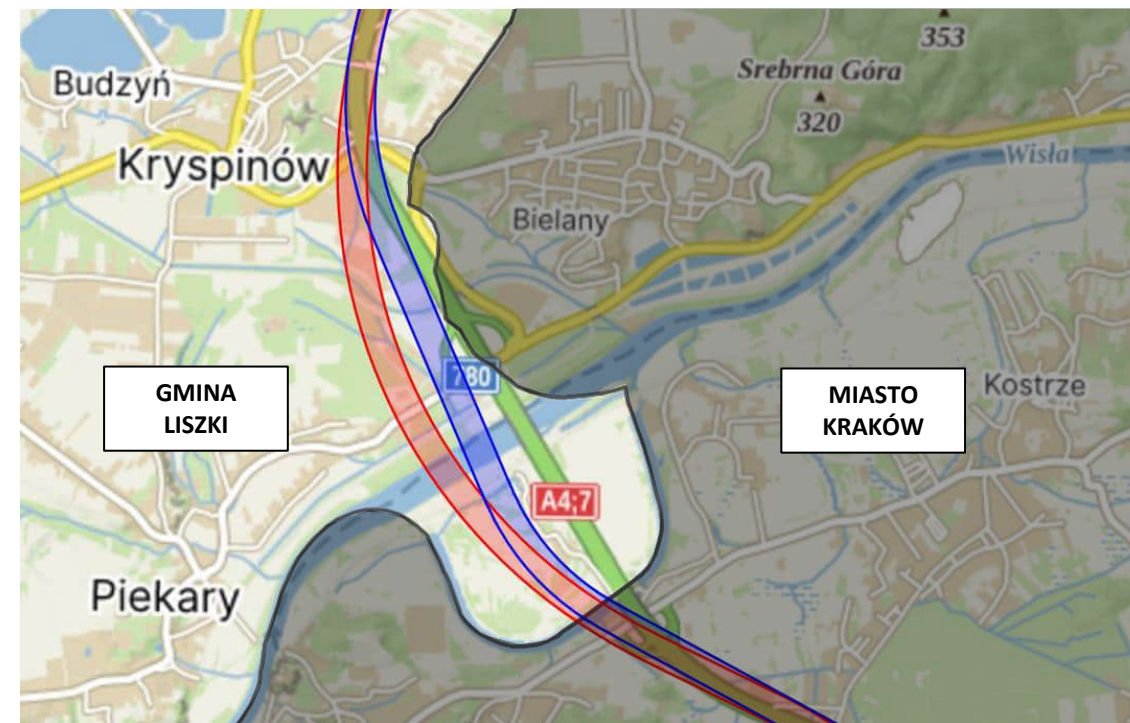 353
Srebrna Góra
320
Budzyń
Kryspinów
Wisła
Bielany
780
GMINA
LISZKI
MIASTO
KRAKÓW
Kostrze
A4;7
Piekary